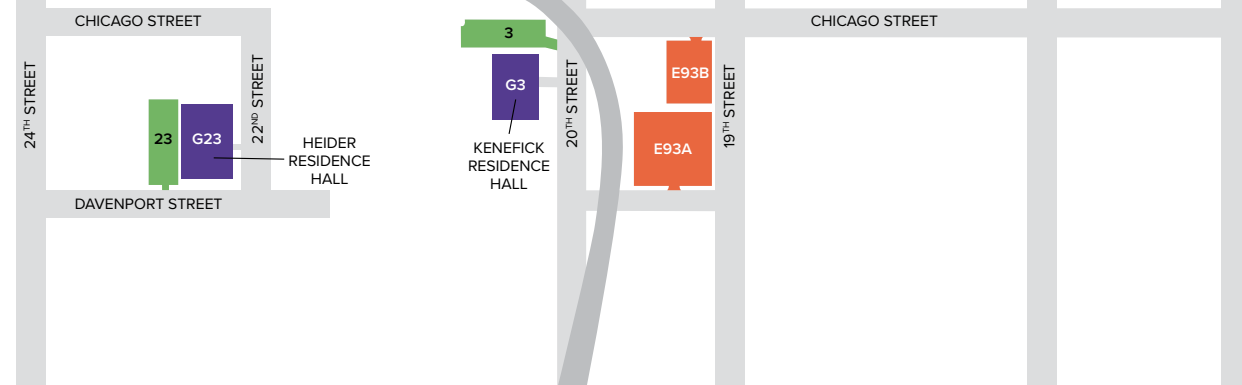 CHICAGO STREET
CHICAGO STREET
3
E93B
G3
24TH STREET
22ND STREET
20TH STREET
19TH STREET
23
G23
HEIDER
RESIDENCE
HALL
KENEFICK
RESIDENCE
HALL
E93A
DAVENPORT STREET